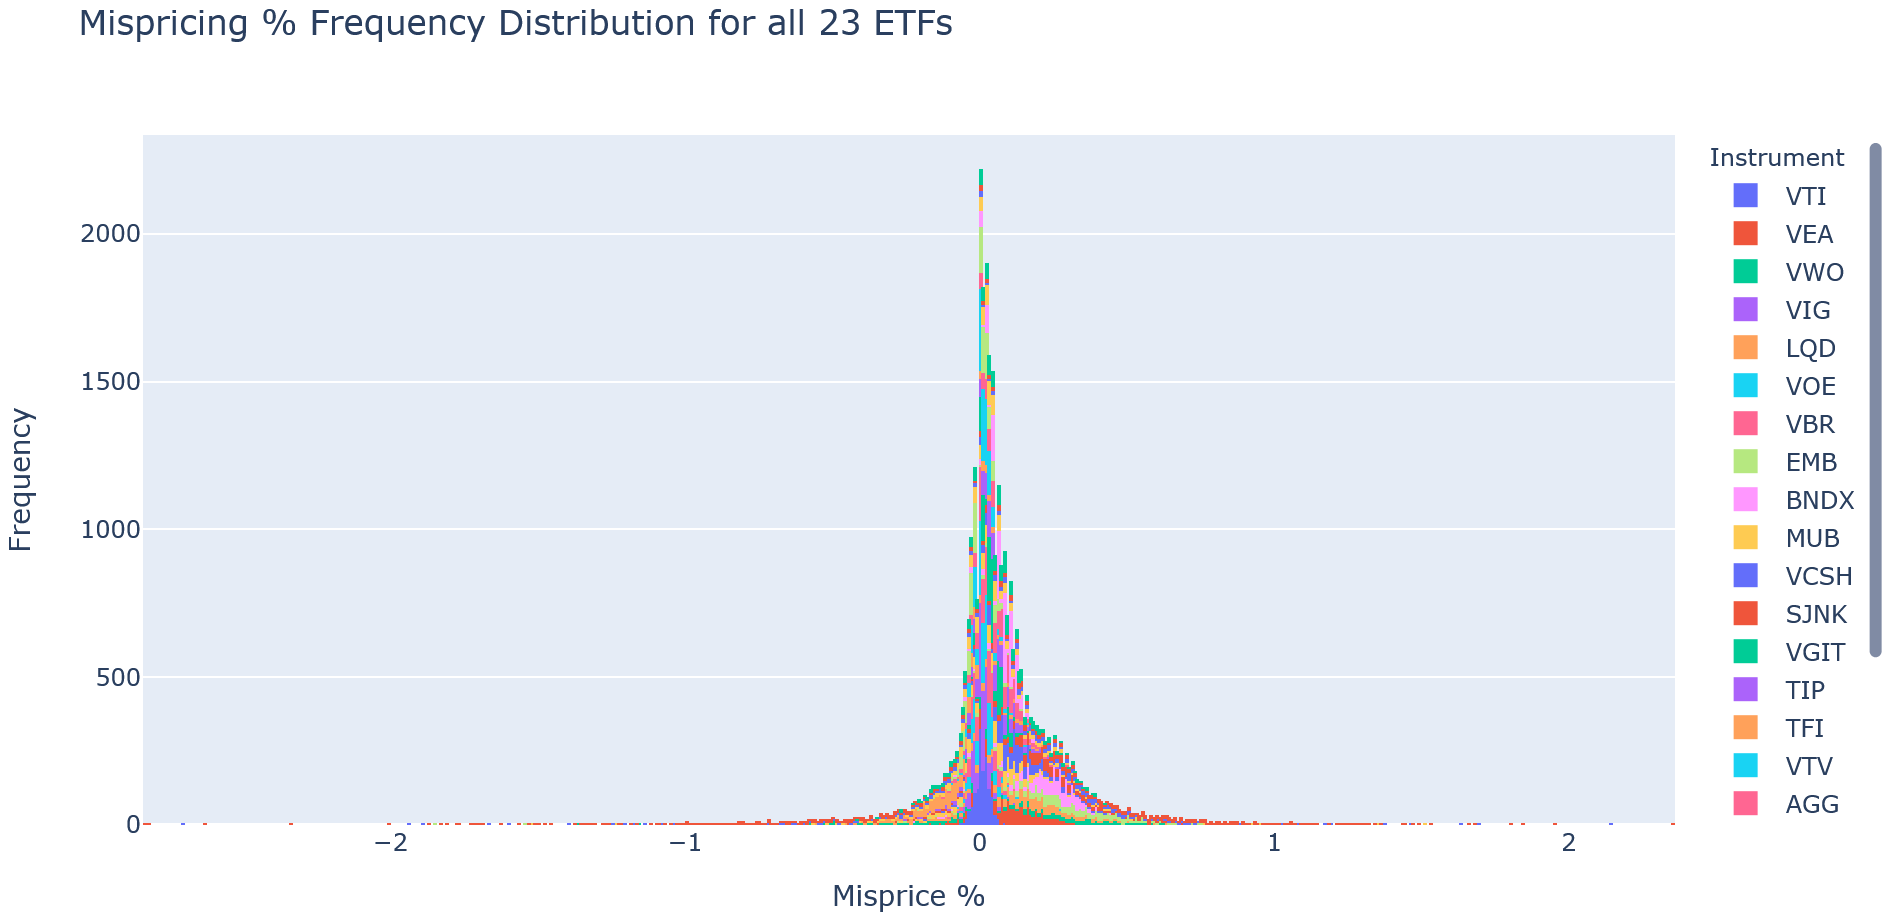 Mispricing % Frequency Distribution for all 23 ETFs
Frequency
2000
1500
1000
500
0
−2
−1
0
1
2
Misprice %
Instrument
VTI
VEA
VWO
VIG
LQD
VOE
VBR
EMB
BNDX
MUB
VCSH
SJNK
VGIT
TIP
TFI
VTV
AGG